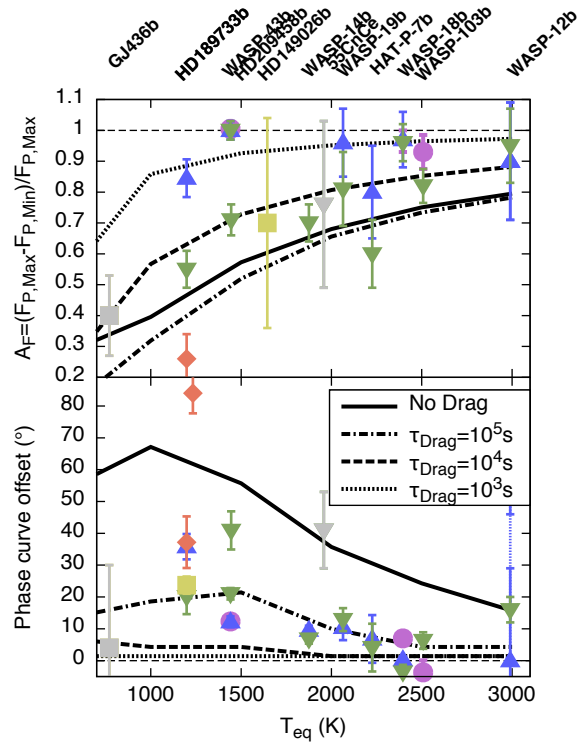 GJ436b
HD189733b
WASP-43b
HD209458b
HD149026b
WASP-14b
55CnCe
WASP-19b
HAT-P-7b
WASP-18b
WASP-103b
WASP-12b
A_F=(F_P,Max-F_P,Min)/F_P,Max
1.1
1
0.9
0.8
0.7
0.6
0.5
0.4
0.3
0.2
Phase curve offset (°)
80
70
60
50
40
30
20
10
0
No Drag
τ_Drag=10^5s
τ_Drag=10^4s
τ_Drag=10^3s
1000 1500 2000 2500 3000
T_eq (K)